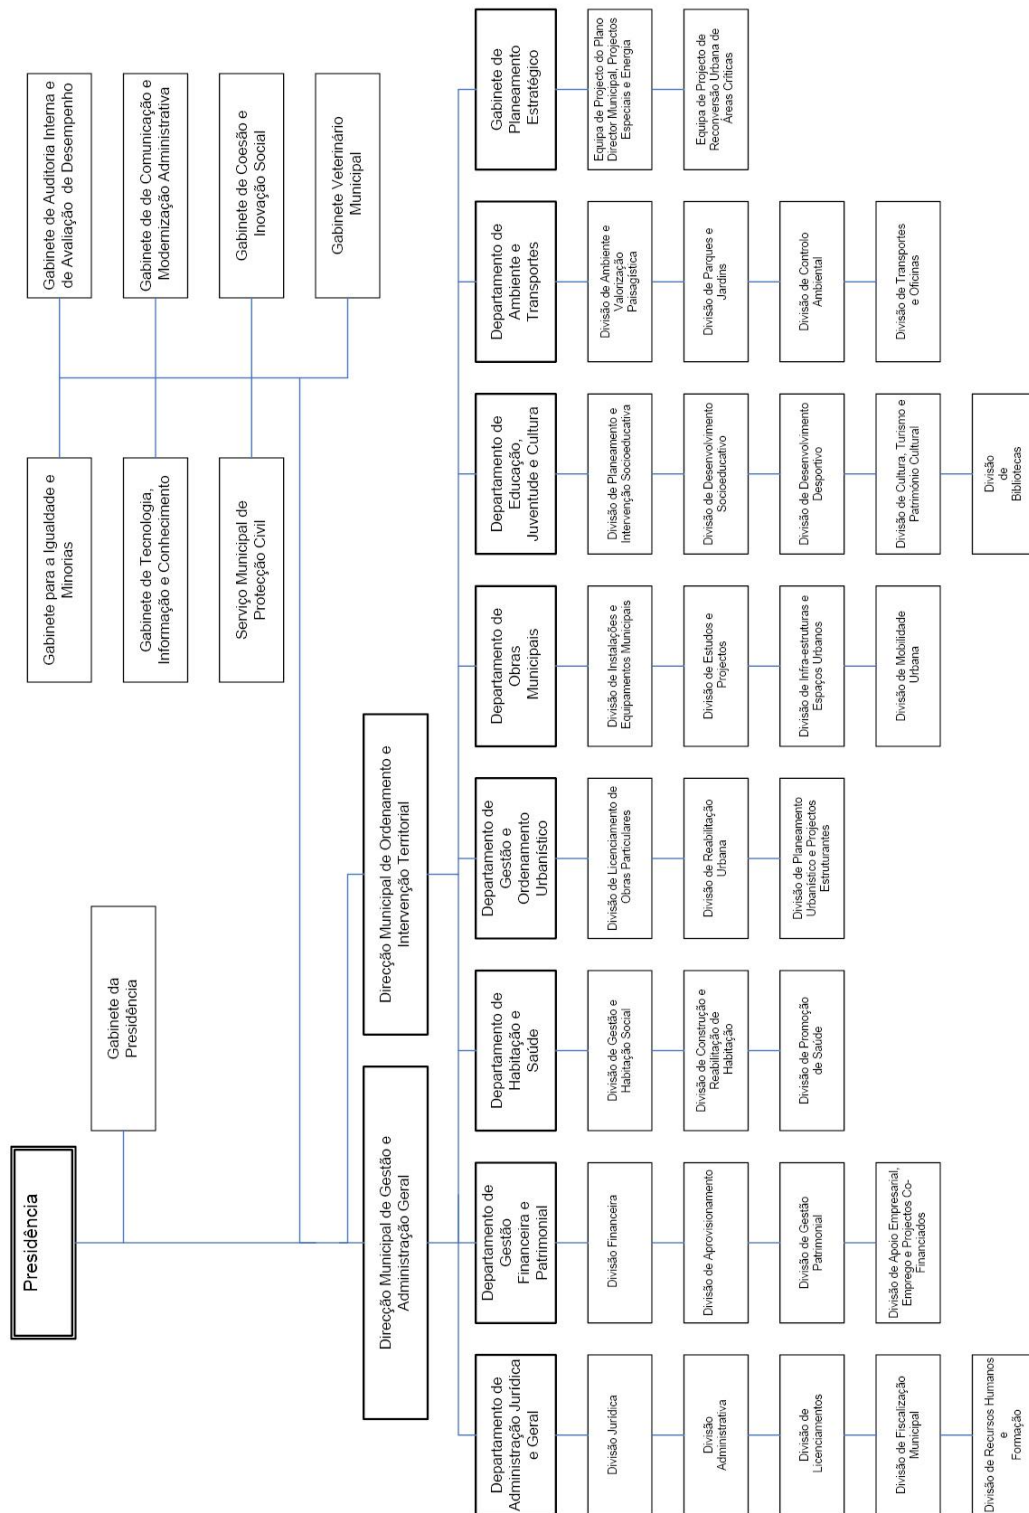 Presidência
Gabinete da
Presidência
Gabinete para a Igualdade e
Minorias
Gabinete de Auditoria Interna e
de Avaliação de Desempenho
Gabinete de Tecnologia,
Informação e Conhecimento
Gabinete de Comunicação e
Modernização Administrativa
Serviço Municipal de
Protecção Civil
Gabinete de Coesão e
Inovação Social
Gabinete Veterinário
Municipal
Direcção Municipal de Gestão e
Administração Geral
Direcção Municipal de Ordenamento e
Intervenção Territorial
Departamento de
Administração Jurídica
e Geral
Divisão Jurídica
Divisão
Administrativa
Divisão de
Licenciamentos
Divisão de Fiscalização
Municipal
Divisão de Recursos Humanos
e
Formação
Departamento de
Gestão
Financeira e
Patrimonial
Divisão Financeira
Divisão de Aprovisionamento
Divisão de Gestão
Patrimonial
Divisão de Apoio Empresarial,
Emprego e Projectos Co-
Financiados
Departamento de
Habitação e
Saúde
Divisão de Gestão e
Habitação Social
Divisão de Construção e
Reabilitação de
Habitação
Divisão de Promoção
de Saúde
Departamento de
Gestão e
Ordenamento
Urbanístico
Divisão de Licenciamento de
Obras Particulares
Divisão de Reabilitação
Urbana
Divisão de Planeamento
Urbanístico e Projectos
Estruturantes
Departamento de
Obras
Municipais
Divisão de Instalações e
Equipamentos Municipais
Divisão de Estudos e
Projectos
Divisão de Infra-estruturas e
Espaços Urbanos
Divisão de Mobilidade
Urbana
Departamento de
Educação,
Juventude e Cultura
Divisão de Planeamento e
Intervenção Socioeducativa
Divisão de Desenvolvimento
Socioeducativo
Divisão de Desenvolvimento
Desportivo
Divisão de Cultura, Turismo e
Património Cultural
Divisão
de
Bibliotecas
Departamento de
Ambiente e
Transportes
Divisão de Ambiente e
Valorização
Paisagística
Divisão de Parques e
Jardins
Divisão de Controlo
Ambiental
Divisão de Transportes
e Oficinas
Gabinete de
Planeamento
Estratégico
Equipa de Projecto do Plano
Director Municipal, Projectos
Especiais e Energia
Equipa de Projecto de
Reconversão Urbana de
Áreas Críticas